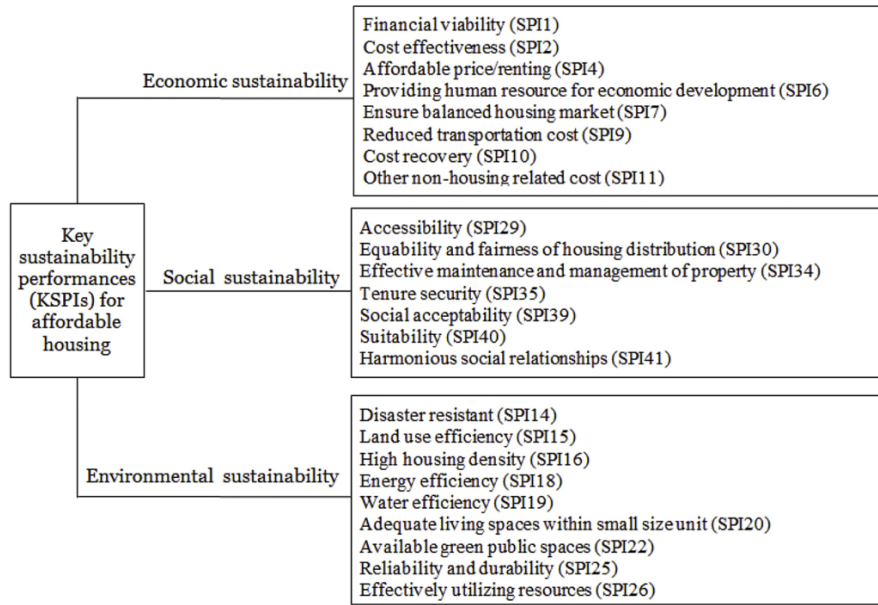 Key
sustainability
performances
(KSPIs) for
affordable
housing
Economic sustainability
Financial viability (SPI1)
Cost effectiveness (SPI2)
Affordable price/renting (SPI4)
Providing human resource for economic development (SPI6)
Ensure balanced housing market (SPI7)
Reduced transportation cost (SPI9)
Cost recovery (SPI10)
Other non-housing related cost (SPI11)
Social sustainability
Accessibility (SPI29)
Equability and fairness of housing distribution (SPI30)
Effective maintenance and management of property (SPI34)
Tenure security (SPI35)
Social acceptability (SPI39)
Suitability (SPI40)
Harmonious social relationships (SPI41)
Environmental sustainability
Disaster resistant (SPI14)
Land use efficiency (SPI15)
High housing density (SPI16)
Energy efficiency (SPI18)
Water efficiency (SPI19)
Adequate living spaces within small size unit (SPI20)
Available green public spaces (SPI22)
Reliability and durability (SPI25)
Effectively utilizing resources (SPI26)